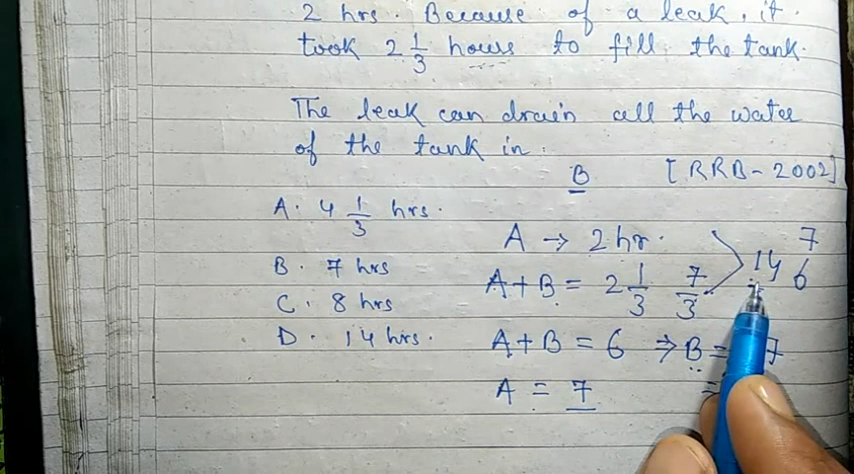 2 hrs. Because of a leak, it
took 2 1/3 hours to fill the tank.
The leak can drain all the water
of the tank in.
B [RRB-2002]
A. 4 1/3 hrs.
B. 7 hrs
C. 8 hrs
D. 14 hrs.
A → 2 hr. 7
A+B = 2 1/3 7/3 14 6
A+B = 6 ⇒ B = 7
A = 7 =